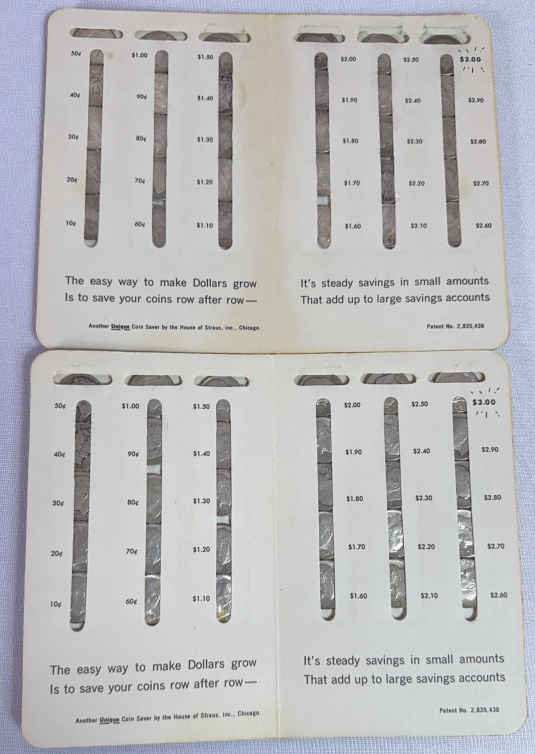 50¢ $1.00 $1.50 $2.00 $2.50 $3.00
40¢ 90¢ $1.40 $1.90 $2.40 $2.90
30¢ 80¢ $1.30 $1.80 $2.30 $2.80
20¢ 70¢ $1.20 $1.70 $2.20 $2.70
10¢ 60¢ $1.10 $1.60 $2.10 $2.60
The easy way to make Dollars grow
Is to save your coins row after row—
It's steady savings in small amounts
That add up to large savings accounts
Another Unique Coin Saver by the House of Straus, Inc., Chicago.
Patent No. 2,835,438
50¢ $1.00 $1.50 $2.00 $2.50 $3.00
40¢ 90¢ $1.40 $1.90 $2.40 $2.90
30¢ 80¢ $1.30 $1.80 $2.30 $2.80
20¢ 70¢ $1.20 $1.70 $2.20 $2.70
10¢ 60¢ $1.10 $1.60 $2.10 $2.60
The easy way to make Dollars grow
Is to save your coins row after row—
It's steady savings in small amounts
That add up to large savings accounts
Another Unique Coin Saver by the House of Straus, Inc., Chicago.
Patent No. 2,835,438